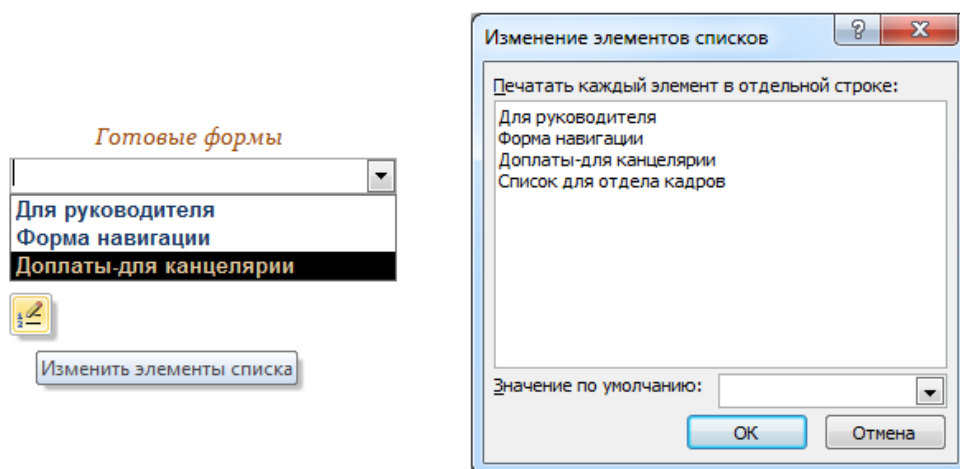 Готовые формы
Для руководителя
Форма навигации
Доплаты-для канцелярии
Изменить элементы списка
Изменение элементов списков
Печатать каждый элемент в отдельной строке:
Для руководителя
Форма навигации
Доплаты-для канцелярии
Список для отдела кадров
Значение по умолчанию:
ОК
Отмена